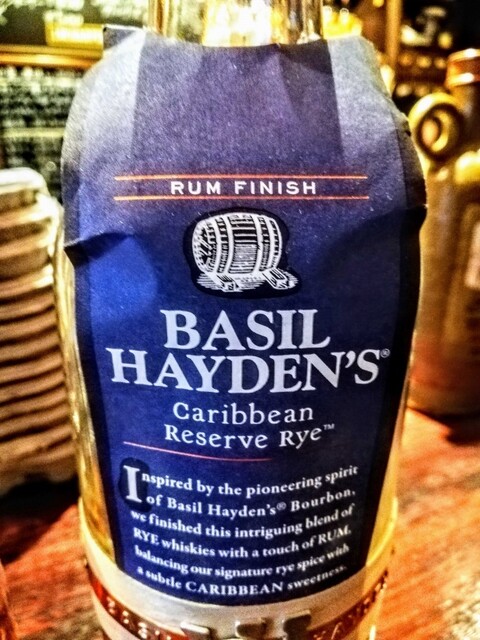 RUM FINISH
BASIL
HAYDEN'S®
Caribbean
Reserve Rye™
Inspired by the pioneering spirit
of Basil Hayden's® Bourbon,
we finished this intriguing blend of
RYE whiskies with a touch of RUM,
balancing our signature rye spice with
a subtle CARIBBEAN sweetness.